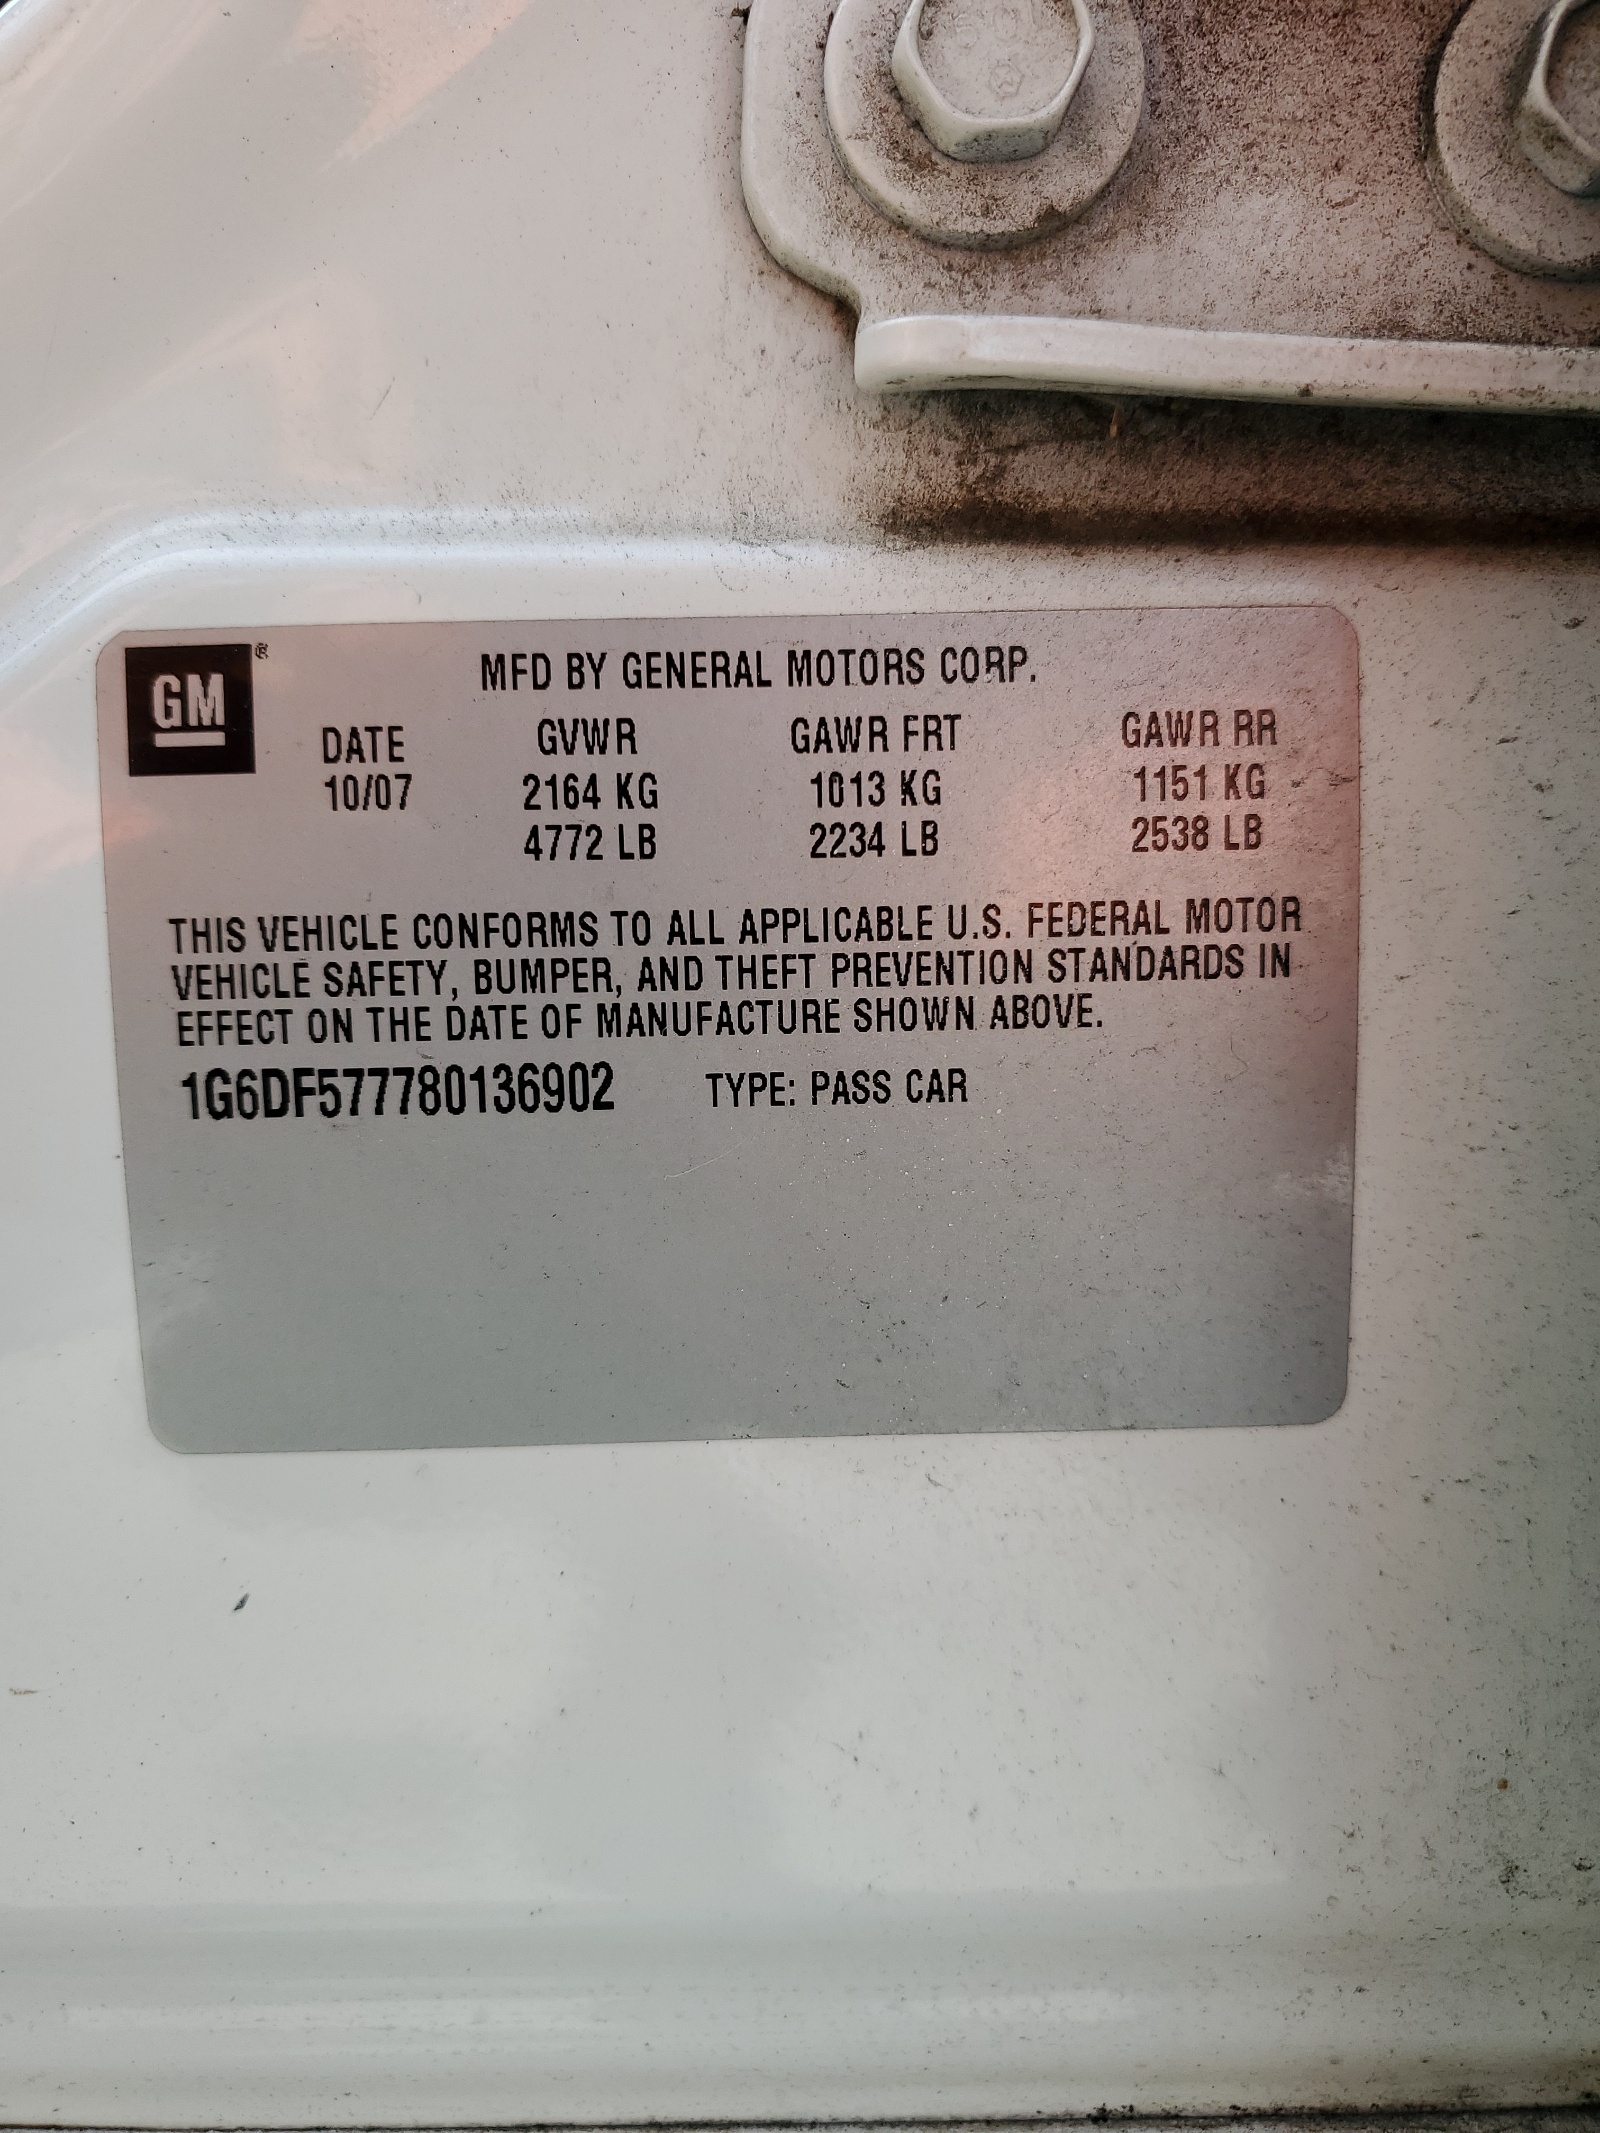 GM ®
MFD BY GENERAL MOTORS CORP.
DATE GVWR GAWR FRT GAWR RR
10/07 2164 KG 1013 KG 1151 KG
4772 LB 2234 LB 2538 LB
THIS VEHICLE CONFORMS TO ALL APPLICABLE U.S. FEDERAL MOTOR
VEHICLE SAFETY, BUMPER, AND THEFT PREVENTION STANDARDS IN
EFFECT ON THE DATE OF MANUFACTURE SHOWN ABOVE.
1G6DF577780136902 TYPE: PASS CAR